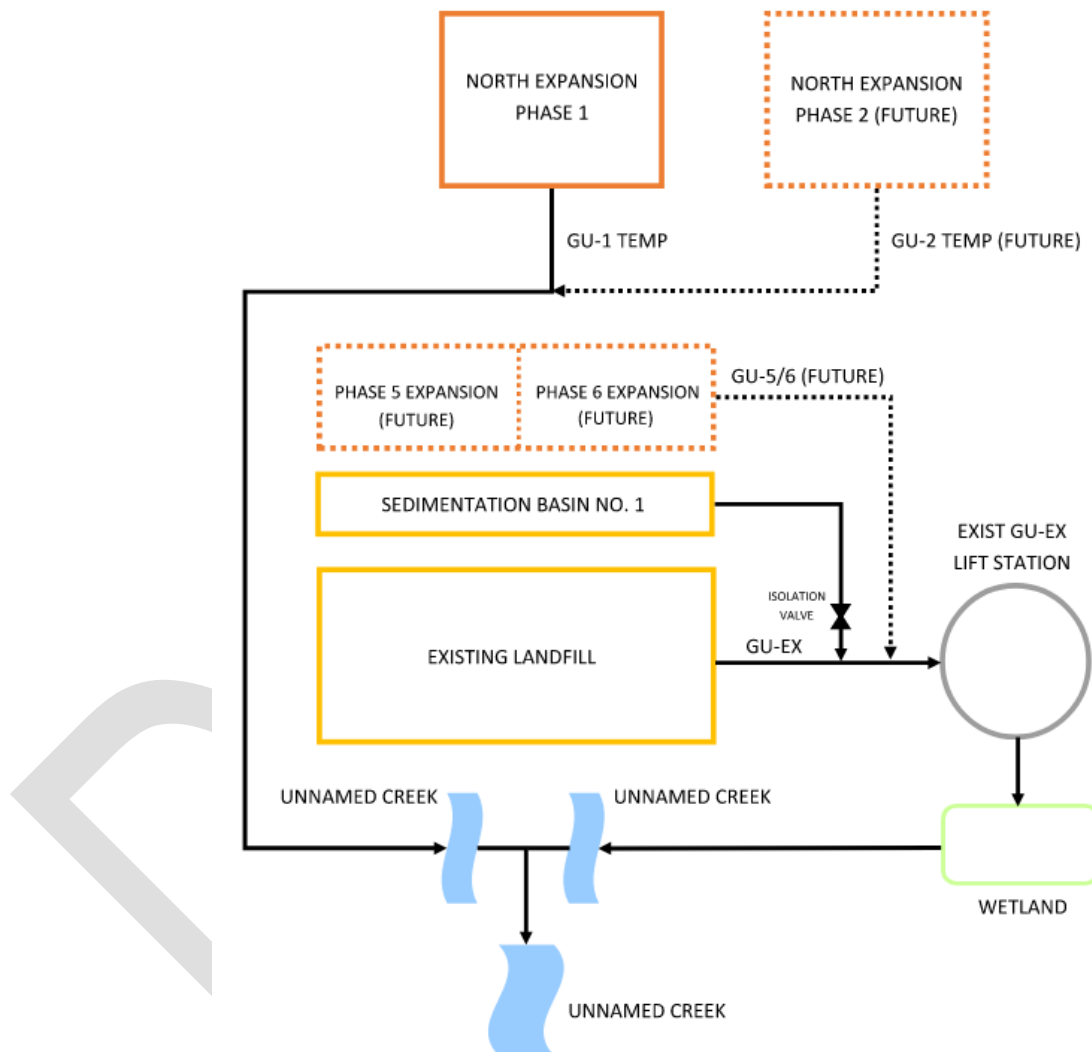 NORTH EXPANSION
PHASE 1
NORTH EXPANSION
PHASE 2 (FUTURE)
GU-1 TEMP
GU-2 TEMP (FUTURE)
PHASE 5 EXPANSION
(FUTURE)
PHASE 6 EXPANSION
(FUTURE)
GU-5/6 (FUTURE)
SEDIMENTATION BASIN NO. 1
EXIST GU-EX
LIFT STATION
ISOLATION
VALVE
GU-EX
EXISTING LANDFILL
UNNAMED CREEK
UNNAMED CREEK
WETLAND
UNNAMED CREEK